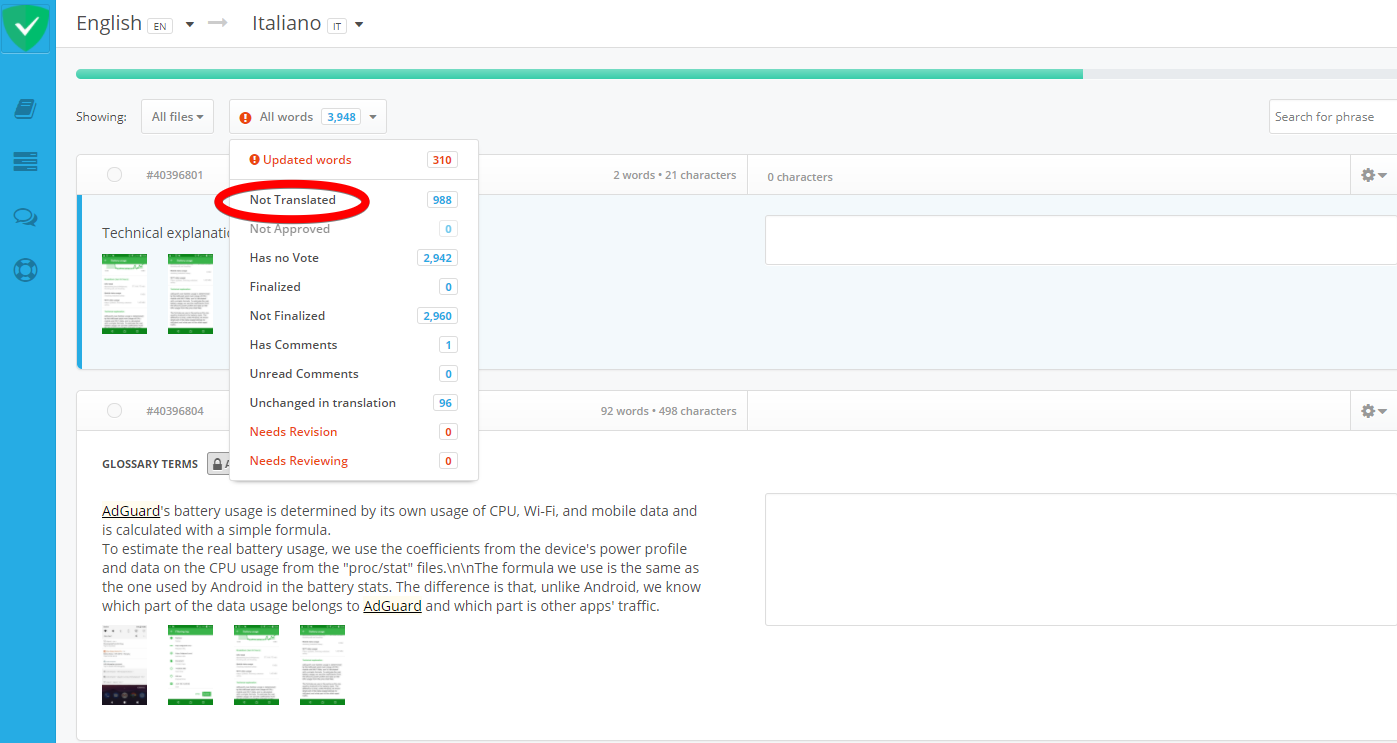 English EN Italiano IT
Showing: All files All words 3,948 Search for phrase
Updated words 310
Not Translated 988
Not Approved 0
Has no Vote 2,942
Finalized 0
Not Finalized 2,960
Has Comments 1
Unread Comments 0
Unchanged in translation 96
Needs Revision 0
Needs Reviewing 0
#40396801 2 words • 21 characters 0 characters
Technical
#40396804 92 words • 498 characters
GLOSSARY TERMS
AdGuard's battery usage is determined by its own usage of CPU, Wi-Fi, and mobile data and
is calculated with a simple formula.
To estimate the real battery usage, we use the coefficients from the device's power profile
and data on the CPU usage from the "proc/stat" files.\n\nThe formula we use is the same as
the one used by Android in the battery stats. The difference is that, unlike Android, we know
which part of the data usage belongs to AdGuard and which part is other apps' traffic.